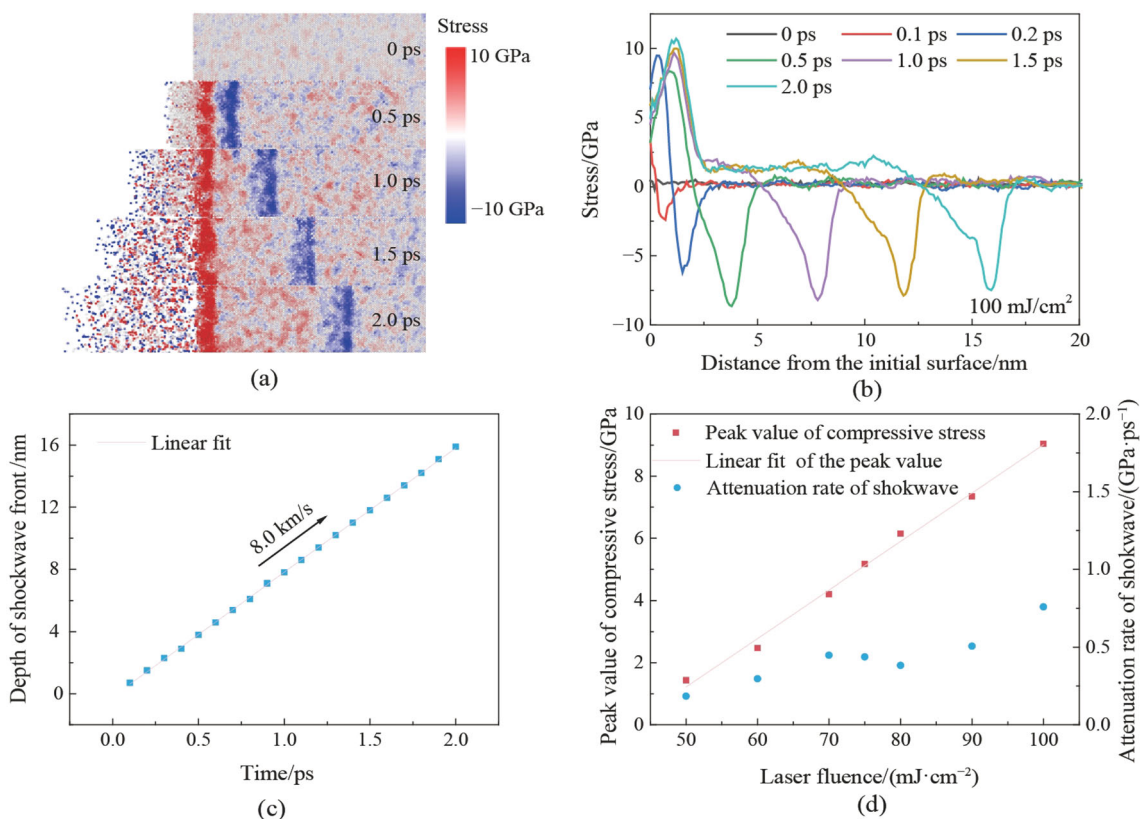 Stress
10 GPa
−10 GPa
0 ps
0.5 ps
1.0 ps
1.5 ps
2.0 ps
(a)
0 ps 0.1 ps 0.2 ps
0.5 ps 1.0 ps 1.5 ps
2.0 ps
Stress/GPa
10
5
0
−5
−10
100 mJ/cm²
0 5 10 15 20
Distance from the initial surface/nm
(b)
Linear fit
8.0 km/s
Depth of shockwave front /nm
16
12
8
4
0
0.0 0.5 1.0 1.5 2.0
Time/ps
(c)
Peak value of compressive stress
Linear fit of the peak value
Attenuation rate of shokwave
Peak value of compressive stress/GPa
10
8
6
4
2
0
2.0
1.5
1.0
0.5
0.0
Attenuation rate of shokwave/(GPa·ps⁻¹)
50 60 70 80 90 100
Laser fluence/(mJ·cm⁻²)
(d)